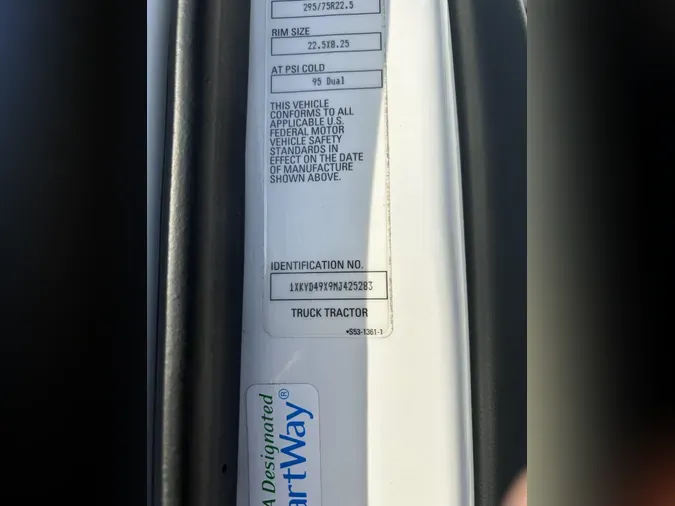 295/75R22.5
RIM SIZE
22.5X8.25
AT PSI COLD
95 Dual
THIS VEHICLE
CONFORMS TO ALL
APPLICABLE U.S.
FEDERAL MOTOR
VEHICLE SAFETY
STANDARDS IN
EFFECT ON THE DATE
OF MANUFACTURE
SHOWN ABOVE.
IDENTIFICATION NO.
1XKYD49X9MJ425283
TRUCK TRACTOR
*S53-1361-1
A Designated
artWay®